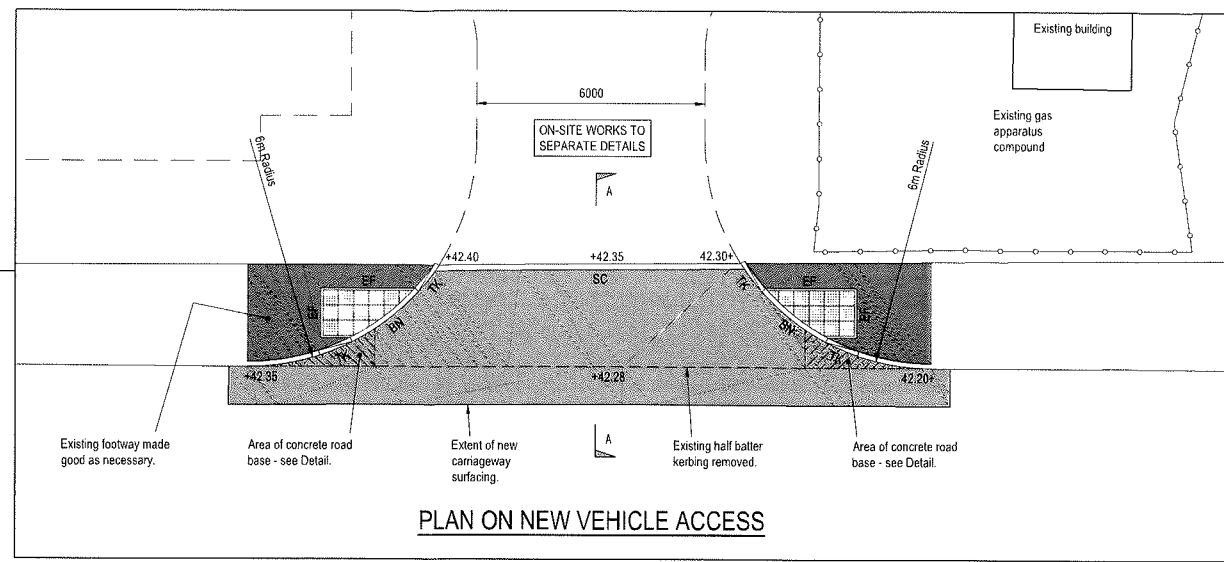 Existing building
6000
ON-SITE WORKS TO
SEPARATE DETAILS
Existing gas
apparatus
compound
6m Radius
6m Radius
A
+42.40
+42.35
42.30+
SC
TK
TK
EF
EF
EF
EF
BN
BN
TK
TK
+42.35
+42.28
42.20+
Existing footway made
good as necessary.
Area of concrete road
base - see Detail.
Extent of new
carriageway
surfacing.
A
Existing half batter
kerbing removed.
Area of concrete road
base - see Detail.
PLAN ON NEW VEHICLE ACCESS